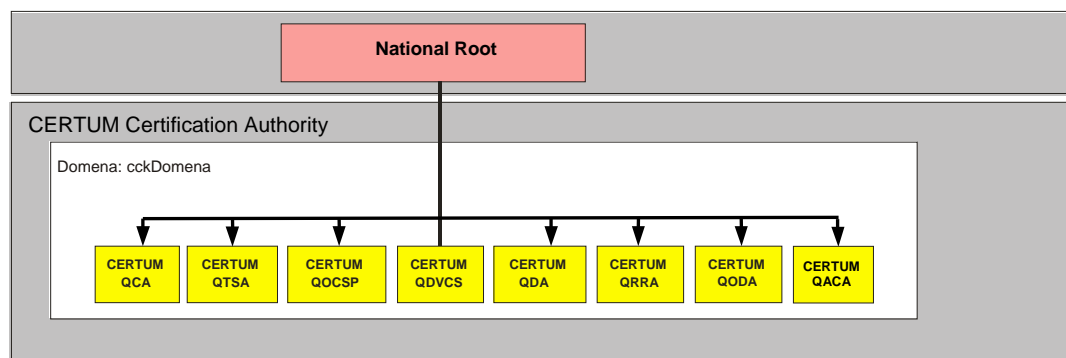 National Root
CERTUM Certification Authority
Domena: cckDomena
CERTUM
QCA
CERTUM
QTSA
CERTUM
QOCSP
CERTUM
QDVCS
CERTUM
QDA
CERTUM
QRRA
CERTUM
QODA
CERTUM
QACA